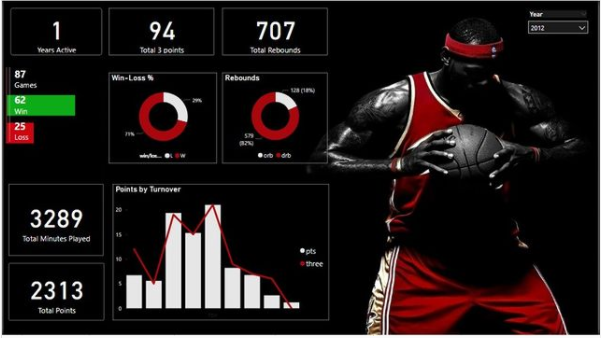 1
Years Active
94
Total 3 points
707
Total Rebounds
Year
2012
87
Games
62
Win
25
Loss
Win-Loss %
29%
71%
win/los... L W
Rebounds
128 (18%)
579
(82%)
orb drb
3289
Total Minutes Played
2313
Total Points
Points by Turnover
20
15
10
5
0
pts
three